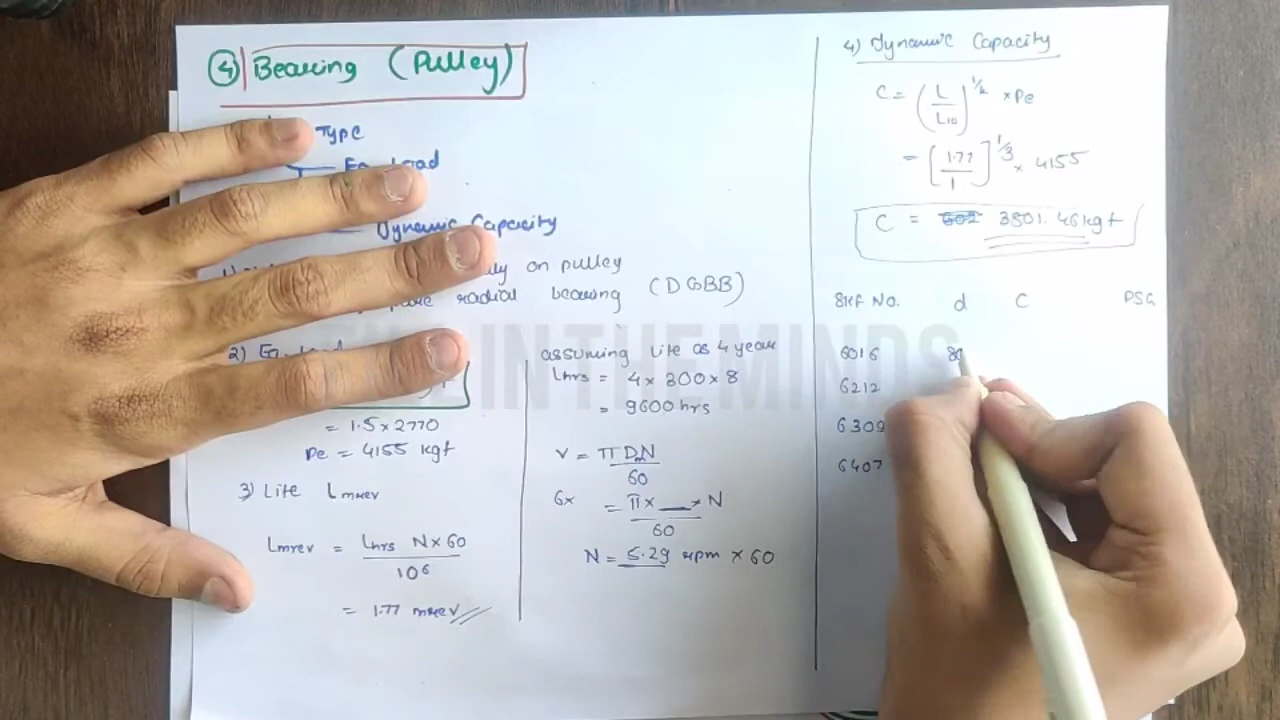 4) Bearing (Pulley)
Type
Load
Dynamic Capacity
on pulley
radial bearing (DGBB)
2) Eq. Load
= 1.5 x 2770
Pe = 4155 kgf
3) Life Lmrev
Lmrev = Lhrs N x 60
10^6
= 1.77 mrev
assuming life as 4 year
Lhrs = 4 x 300 x 8
= 9600 hrs
v = π DmN
60
6x = π x __ x N
60
N = 5.29 rpm x 60
4) Dynamic Capacity
C = (L/L10)^1/k x Pe
= [1.77/1]^1/3 x 4155
C = 3801.46 kgf
SKF NO. d C PSG
6016 80
6212
6309
6407
FILEINTHEMINDS